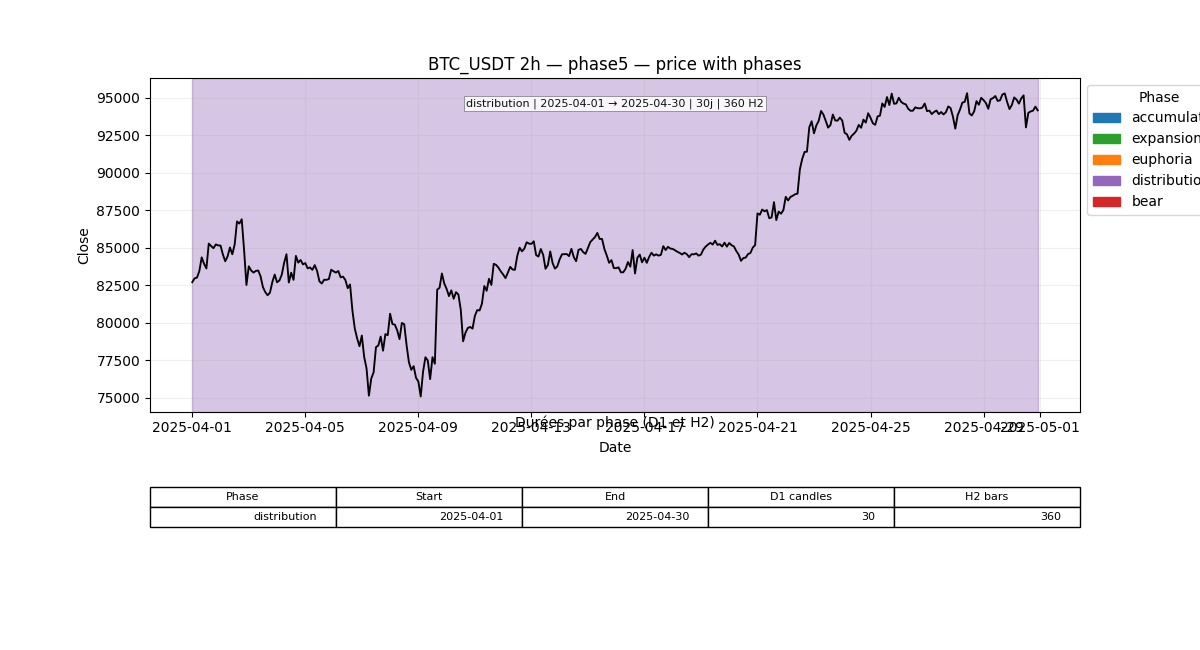 BTC_USDT 2h — phase5 — price with phases
distribution | 2025-04-01 → 2025-04-30 | 30j | 360 H2
Close
95000
92500
90000
87500
85000
82500
80000
77500
75000
Phase
accumulat
expansion
euphoria
distributio
bear
Durées par phase (D1 et H2)
2025-04-01 2025-04-05 2025-04-09 2025-04-13 2025-04-17 2025-04-21 2025-04-25 2025-04-29 2025-05-01
Date
Phase Start End D1 candles H2 bars
distribution 2025-04-01 2025-04-30 30 360